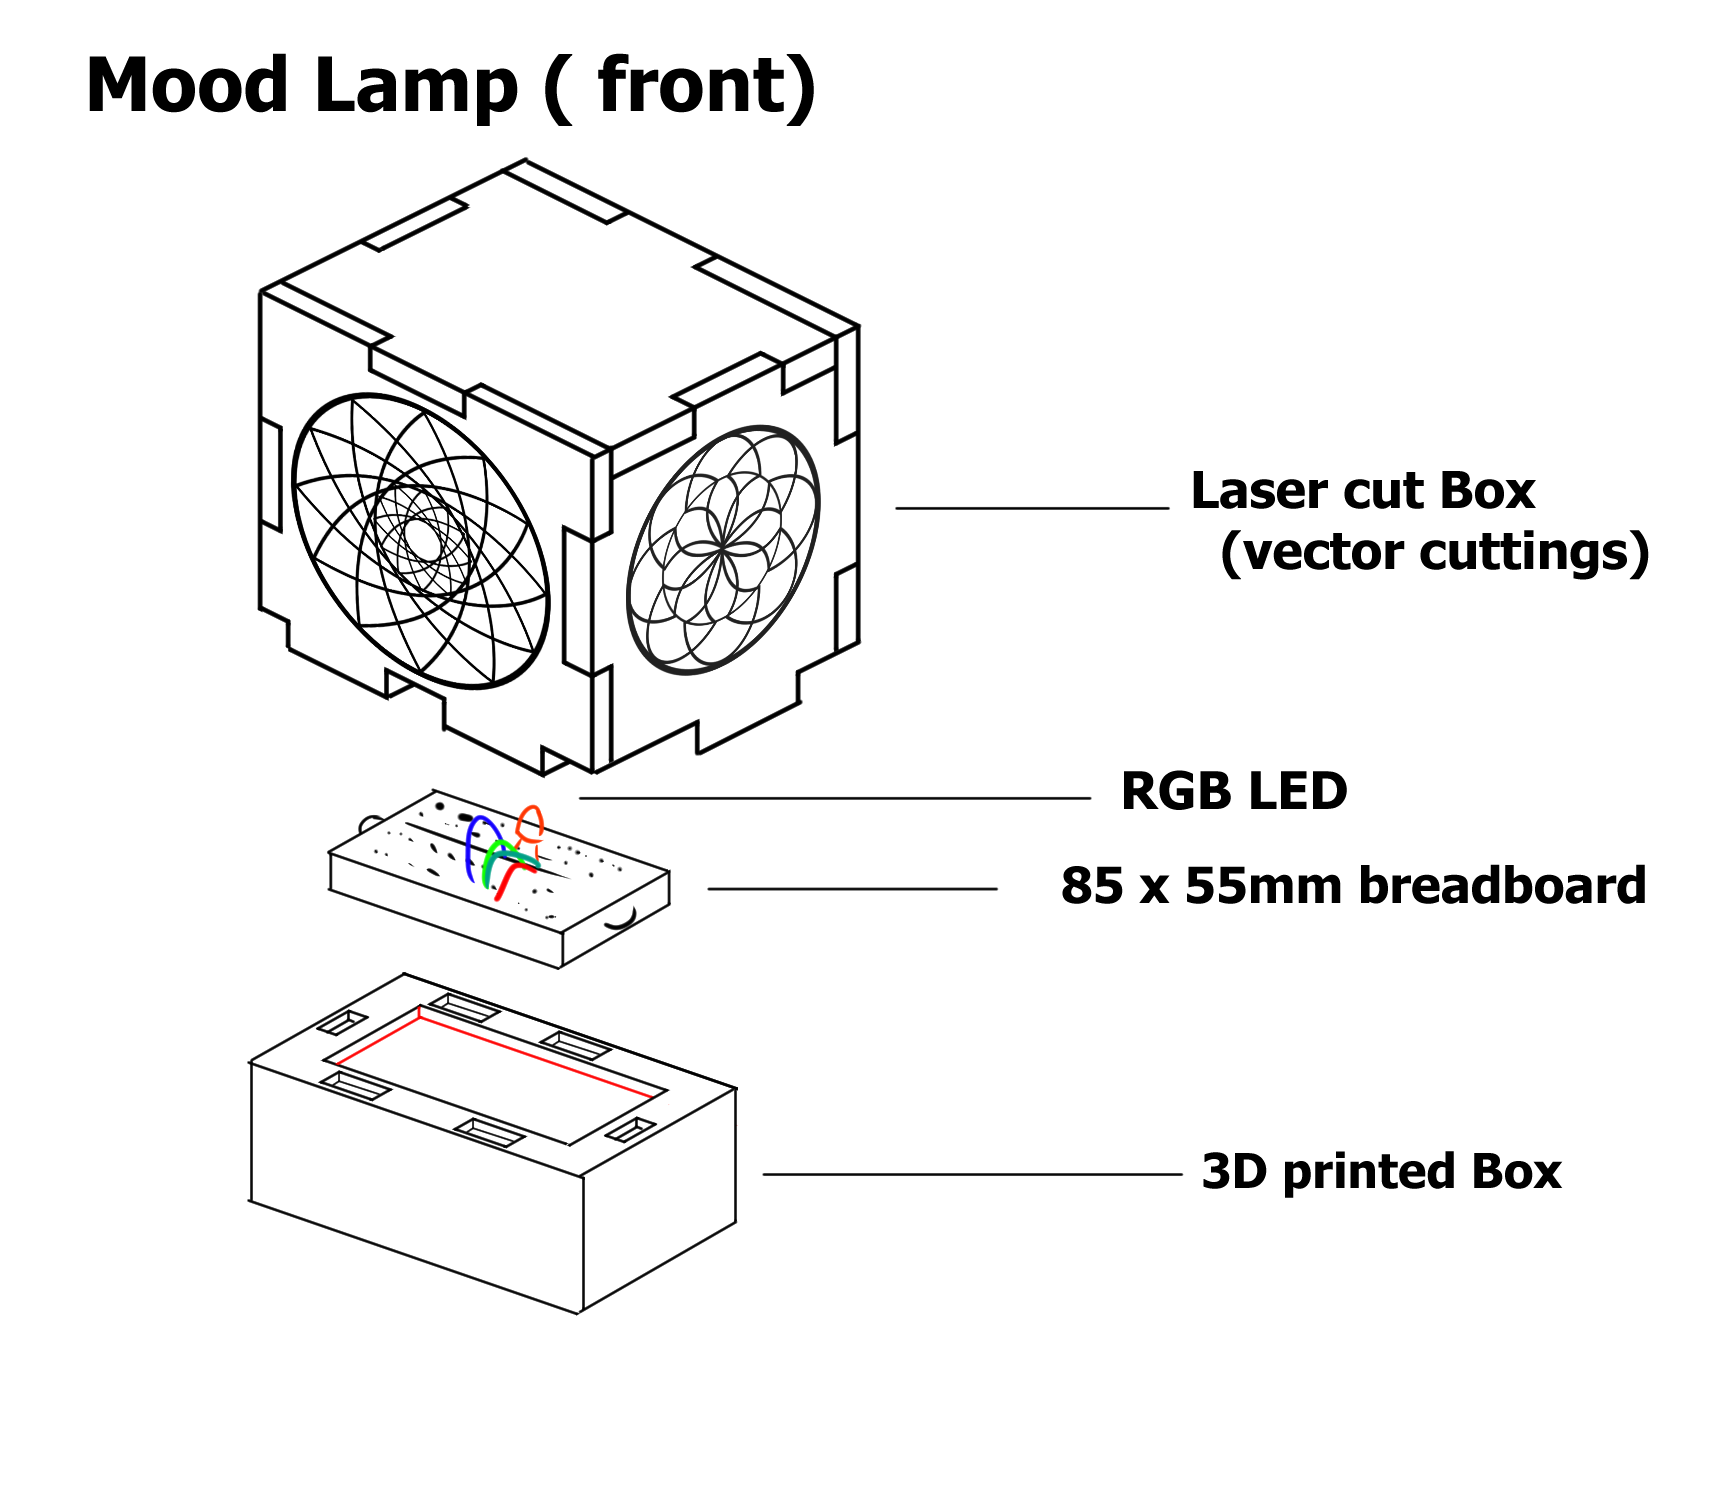 Mood Lamp ( front)
Laser cut Box
(vector cuttings)
RGB LED
85 x 55mm breadboard
3D printed Box